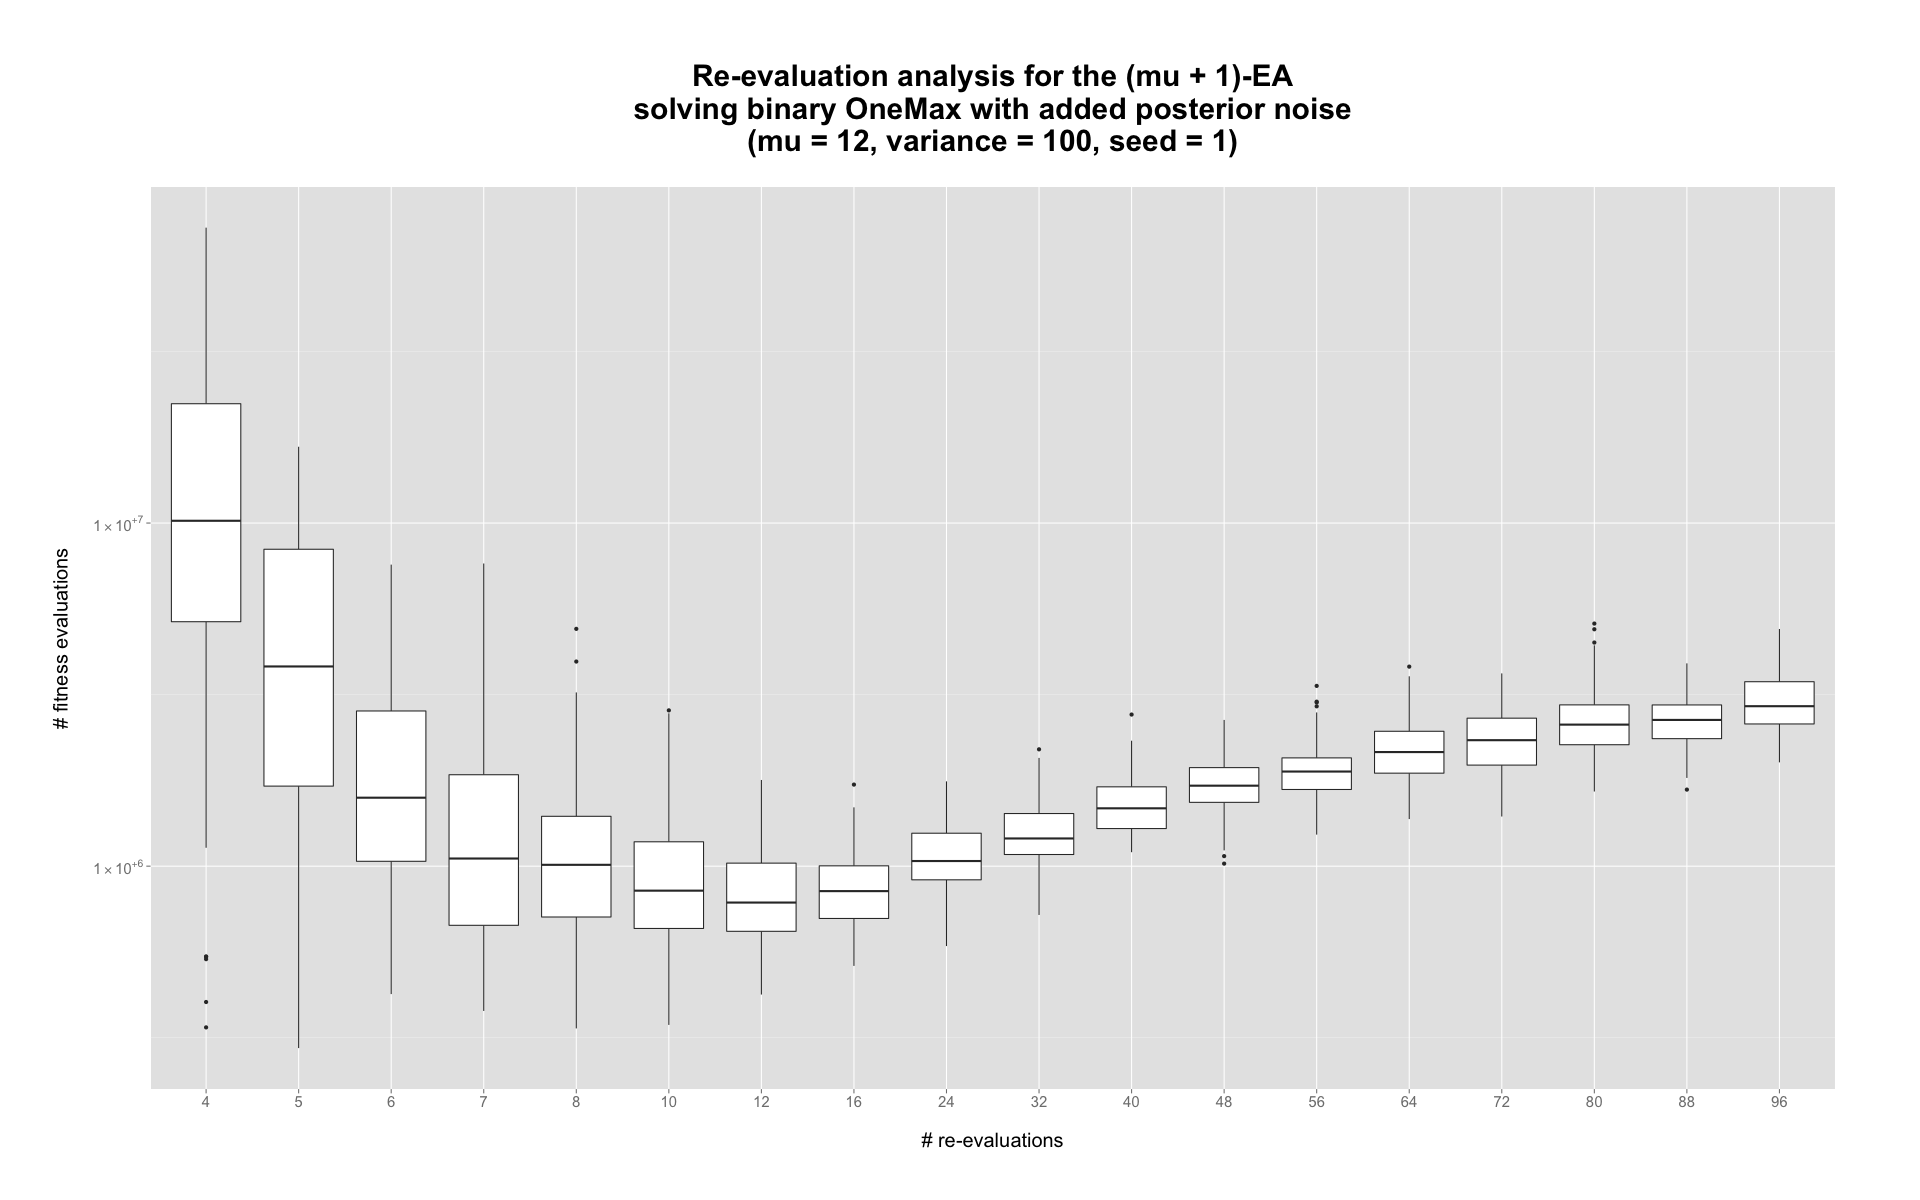 Re-evaluation analysis for the (mu + 1)-EA
solving binary OneMax with added posterior noise
(mu = 12, variance = 100, seed = 1)
# fitness evaluations
1 × 10⁺⁷
1 × 10⁺⁶
4 5 6 7 8 10 12 16 24 32 40 48 56 64 72 80 88 96
# re-evaluations